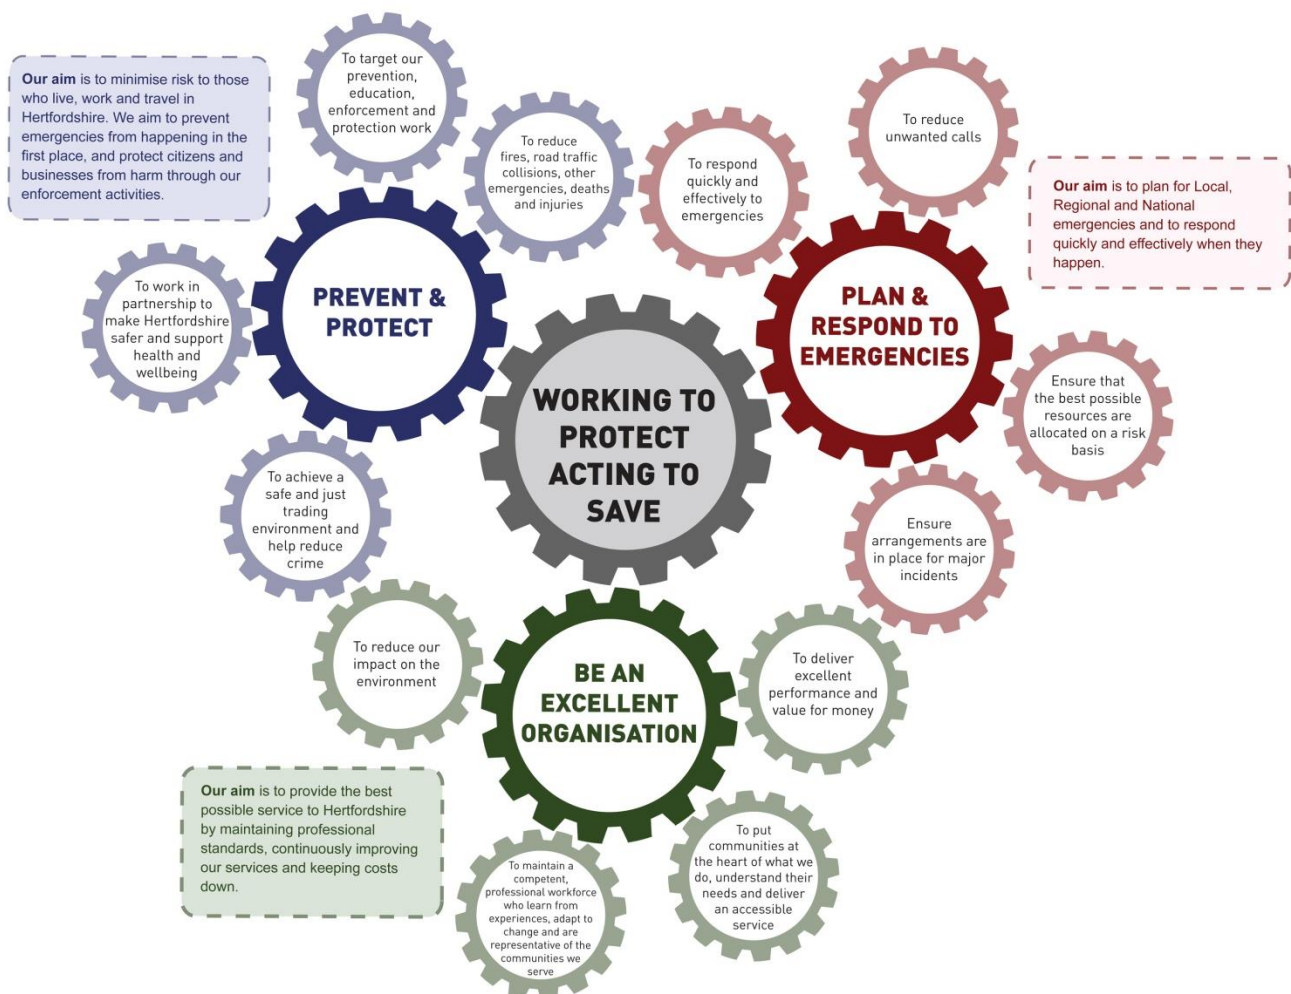 Our aim is to minimise risk to those
who live, work and travel in
Hertfordshire. We aim to prevent
emergencies from happening in the
first place, and protect citizens and
businesses from harm through our
enforcement activities.
To target our
prevention,
education,
enforcement and
protection work
To reduce
fires, road traffic
collisions, other
emergencies, deaths
and injuries
To work in
partnership to
make Hertfordshire
safer and support
health and
wellbeing
PREVENT &
PROTECT
To achieve a
safe and just
trading
environment and
help reduce
crime
To respond
quickly and
effectively to
emergencies
To reduce
unwanted calls
Our aim is to plan for Local,
Regional and National
emergencies and to respond
quickly and effectively when they
happen.
PLAN &
RESPOND TO
EMERGENCIES
Ensure that
the best possible
resources are
allocated on a risk
basis
Ensure
arrangements are
in place for major
incidents
WORKING TO
PROTECT
ACTING TO
SAVE
To reduce our
impact on the
environment
BE AN
EXCELLENT
ORGANISATION
To deliver
excellent
performance and
value for money
Our aim is to provide the best
possible service to Hertfordshire
by maintaining professional
standards, continuously improving
our services and keeping costs
down.
To maintain a
competent,
professional workforce
who learn from
experiences, adapt to
change and are
representative of the
communities we
serve
To put
communities at
the heart of what we
do, understand their
needs and deliver
an accessible
service